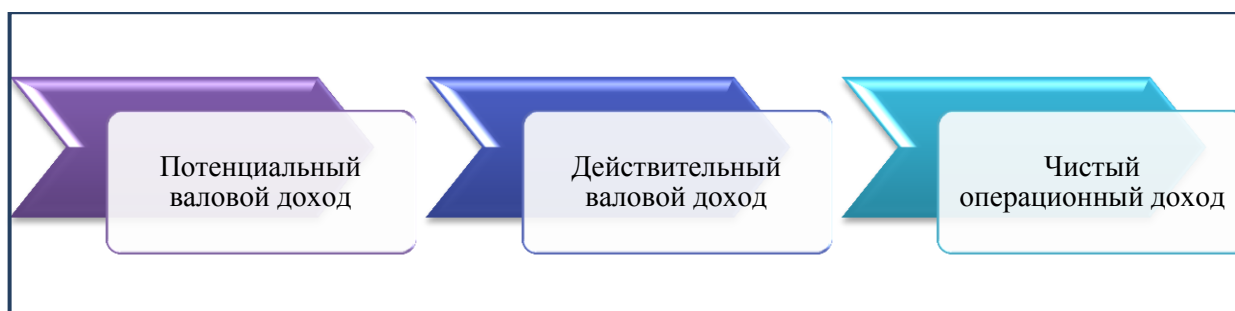 Потенциальный
валовой доход
Действительный
валовой доход
Чистый
операционный доход